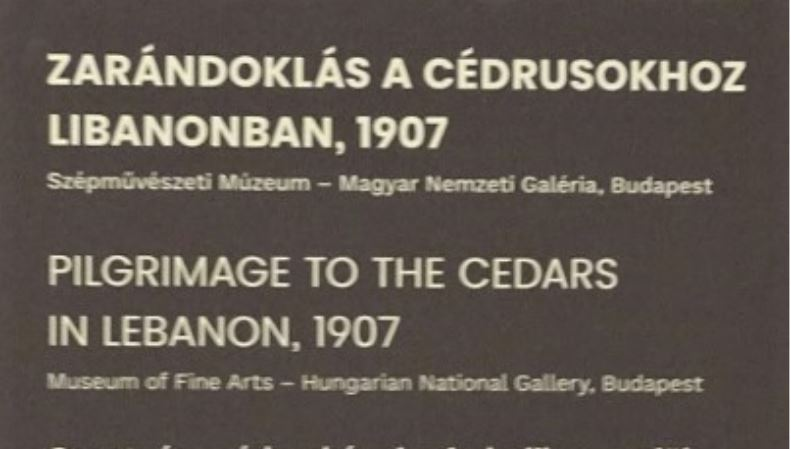 ZARÁNDOKLÁS A CÉDRUSOKHOZ
LIBANONBAN, 1907
Szépművészeti Múzeum – Magyar Nemzeti Galéria, Budapest
PILGRIMAGE TO THE CEDARS
IN LEBANON, 1907
Museum of Fine Arts – Hungarian National Gallery, Budapest